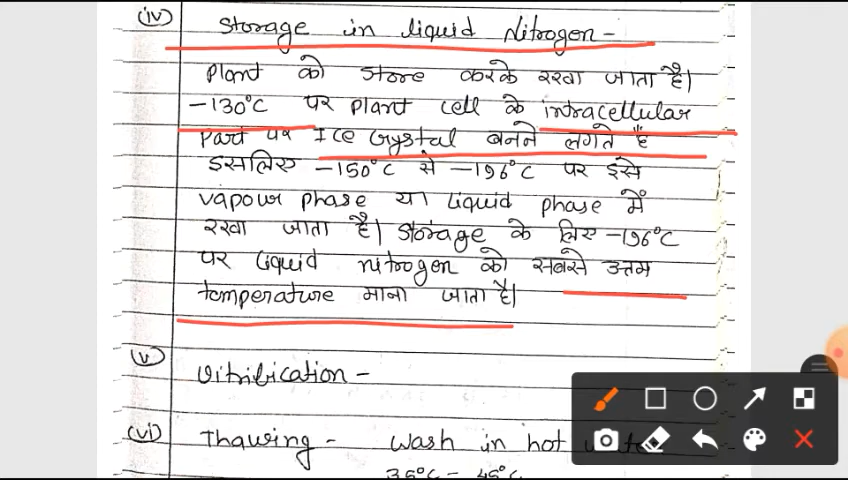 (iv) Storage in liquid Nitrogen -
Plant को store करके रखा जाता है।
-130°C पर plant cell के intracellular
part पर Ice Crystal बनने लगते हैं
इसलिए -150°C से -196°C पर इसे
vapour phase या liquid phase में
रखा जाता है। Storage के लिए -196°C
पर liquid nitrogen को सबसे उत्तम
temperature माना जाता है।
(v) Vitrification -
(vi) Thawing - Wash in hot
35°C - 45°C